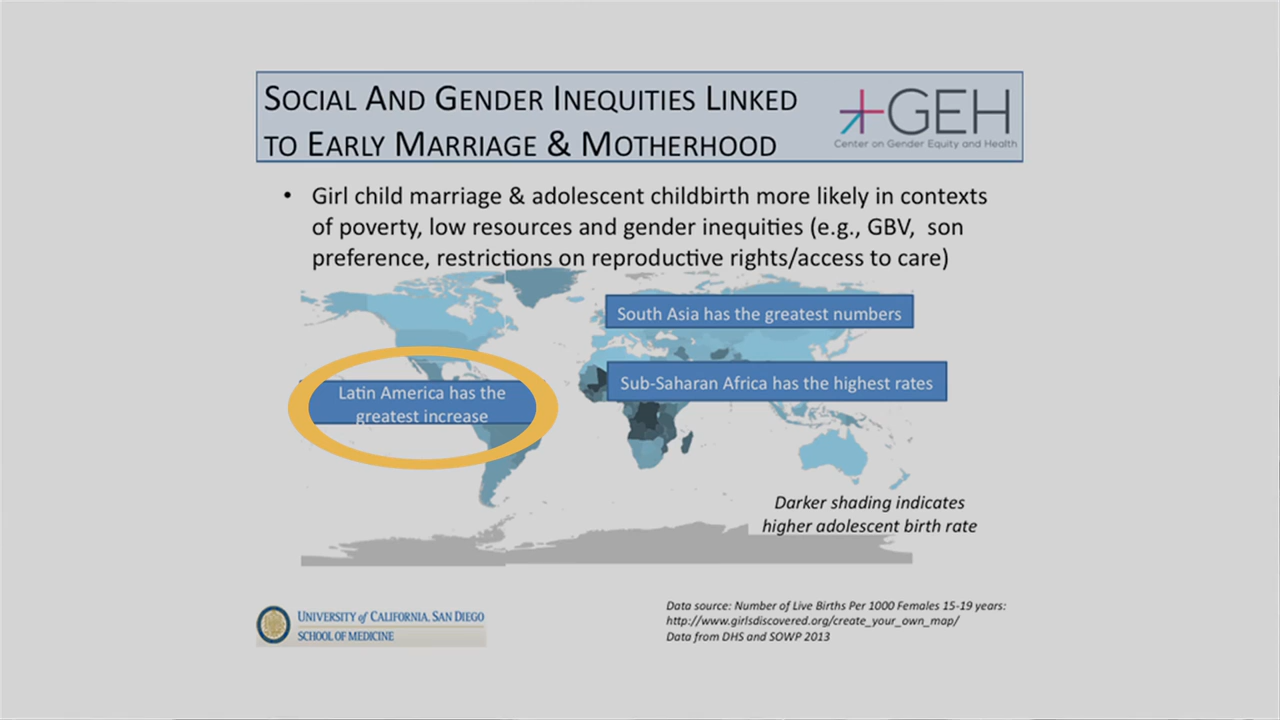 SOCIAL AND GENDER INEQUITIES LINKED
TO EARLY MARRIAGE & MOTHERHOOD
GEH
Center on Gender Equity and Health
• Girl child marriage & adolescent childbirth more likely in contexts
of poverty, low resources and gender inequities (e.g., GBV, son
preference, restrictions on reproductive rights/access to care)
South Asia has the greatest numbers
Sub-Saharan Africa has the highest rates
Latin America has the
greatest increase
Darker shading indicates
higher adolescent birth rate
UNIVERSITY of CALIFORNIA, SAN DIEGO
SCHOOL OF MEDICINE
Data source: Number of Live Births Per 1000 Females 15-19 years:
http://www.girlsdiscovered.org/create_your_own_map/
Data from DHS and SOWP 2013